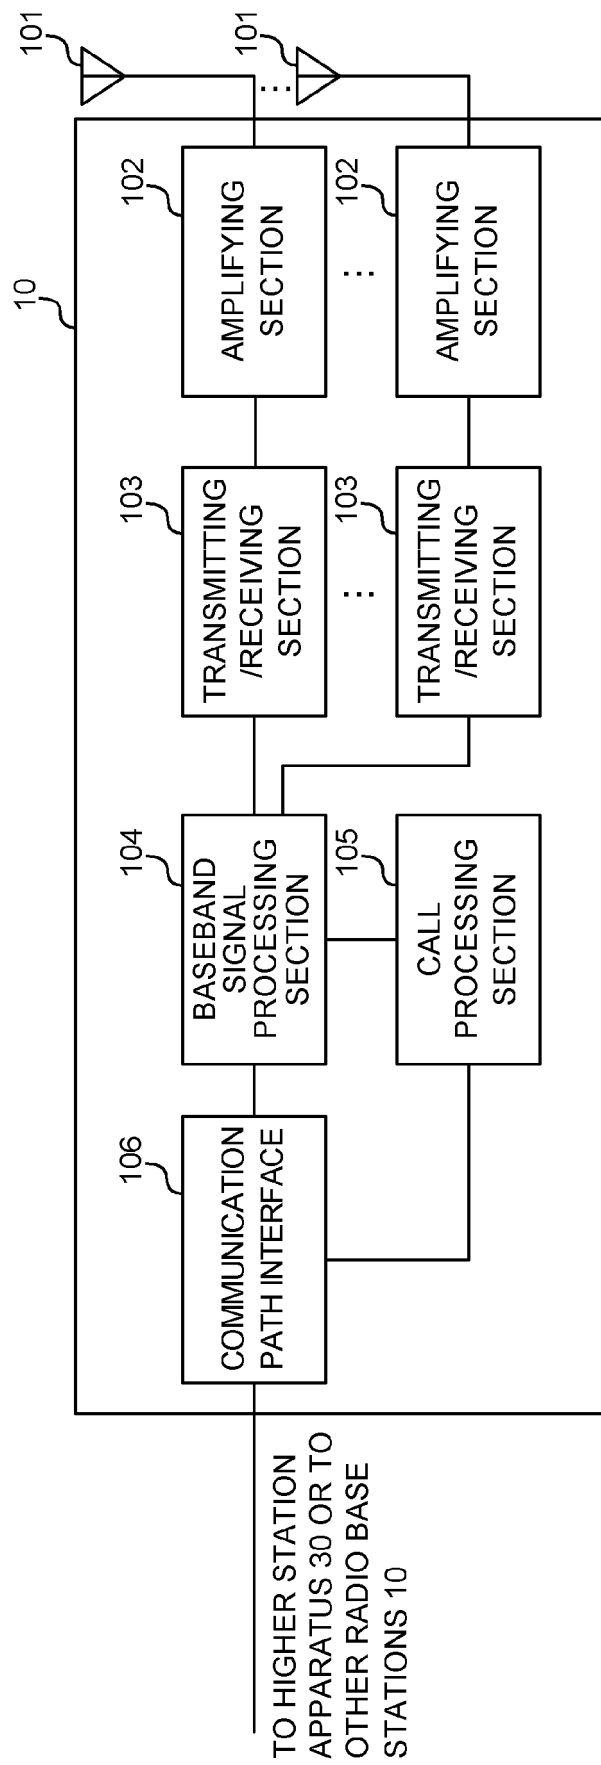 10
101
101
102
AMPLIFYING
SECTION
102
AMPLIFYING
SECTION
103
TRANSMITTING
/RECEIVING
SECTION
103
TRANSMITTING
/RECEIVING
SECTION
104
BASEBAND
SIGNAL
PROCESSING
SECTION
105
CALL
PROCESSING
SECTION
106
COMMUNICATION
PATH INTERFACE
TO HIGHER STATION
APPARATUS 30 OR TO
OTHER RADIO BASE
STATIONS 10